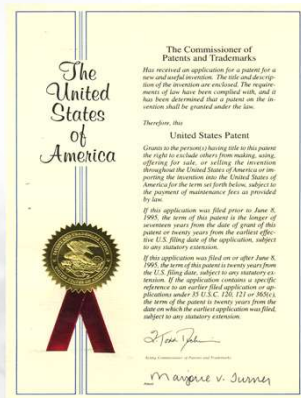 The
United
States
of
America
The Commissioner of
Patents and Trademarks
Has received an application for a patent for a
new and useful invention. The title and descrip-
tion of the invention are enclosed. The require-
ments of law have been complied with, and it
has been determined that a patent on the in-
vention shall be granted under the law.
Therefore, this
United States Patent
Grants to the person(s) having title to this patent
the right to exclude others from making, using,
offering for sale, or selling the invention
throughout the United States of America or im-
porting the invention into the United States of
America for the term set forth below, subject to
the payment of maintenance fees as provided
by law.
If this application was filed prior to June 8,
1995, the term of this patent is the longer of
seventeen years from the date of grant of this
patent or twenty years from the earliest effec-
tive U.S. filing date of the application, subject
to any statutory extension.
If this application was filed on or after June 8,
1995, the term of this patent is twenty years from
the U.S. filing date, subject to any statutory ex-
tension. If the application contains a specific
reference to an earlier filed application or ap-
plications under 35 U.S.C. 120, 121 or 365(c),
the term of the patent is twenty years from the
date on which the earliest application was filed,
subject to any statutory extension.
Acting Commissioner of Patents and Trademarks
Marjorie V. Turner